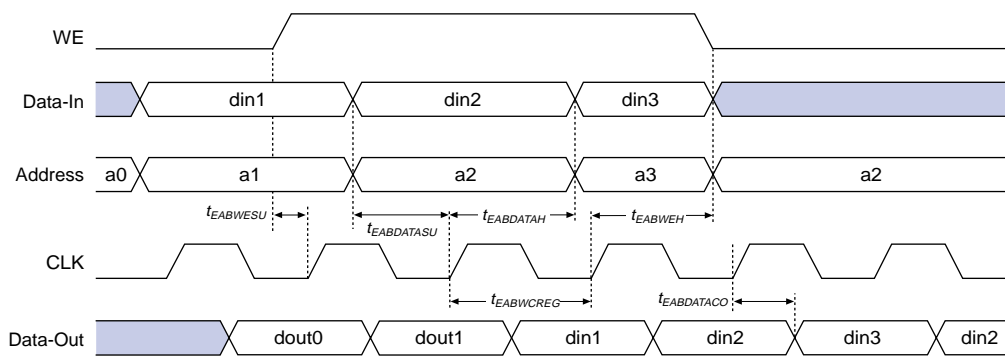 WE
Data-In din1 din2 din3
Address a0 a1 a2 a3 a2
tEABWESU tEABDATASU tEABDATAH tEABWEH
CLK
tEABWCREG tEABDATACO
Data-Out dout0 dout1 din1 din2 din3 din2